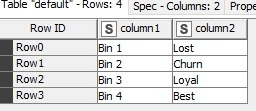 Table "default" - Rows: 4 Spec - Columns: 2 Prope
Row ID S column1 S column2
Row0 Bin 1 Lost
Row1 Bin 2 Churn
Row2 Bin 3 Loyal
Row3 Bin 4 Best